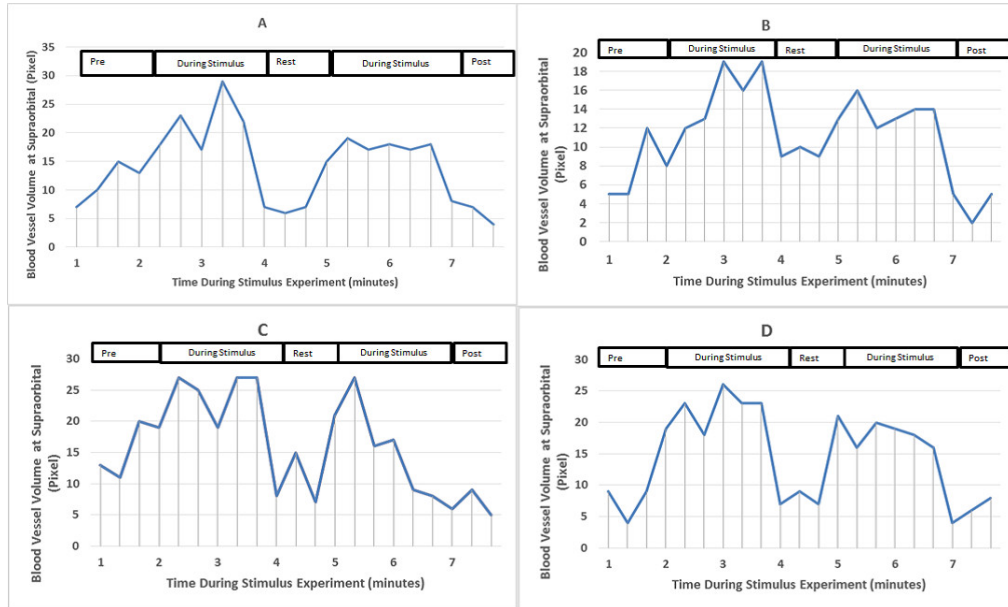 A
Blood Vessel Volume at Supraorbital (Pixel)
Pre During Stimulus Rest During Stimulus Post
35
30
25
20
15
10
5
0
1 2 3 4 5 6 7
Time During Stimulus Experiment (minutes)
B
Blood Vessel Volume at Supraorbital
(Pixel)
Pre During Stimulus Rest During Stimulus Post
20
18
16
14
12
10
8
6
4
2
0
1 2 3 4 5 6 7
Time During Stimulus Experiment (minutes)
C
Blood Vessel Volume at Supraorbital
(Pixel)
Pre During Stimulus Rest During Stimulus Post
30
25
20
15
10
5
0
1 2 3 4 5 6 7
Time During Stimulus Experiment (minutes)
D
Blood Vessel Volume at Supraorbital
(Pixel)
Pre During Stimulus Rest During Stimulus Post
30
25
20
15
10
5
0
1 2 3 4 5 6 7
Time During Stimulus Experiment (minutes)